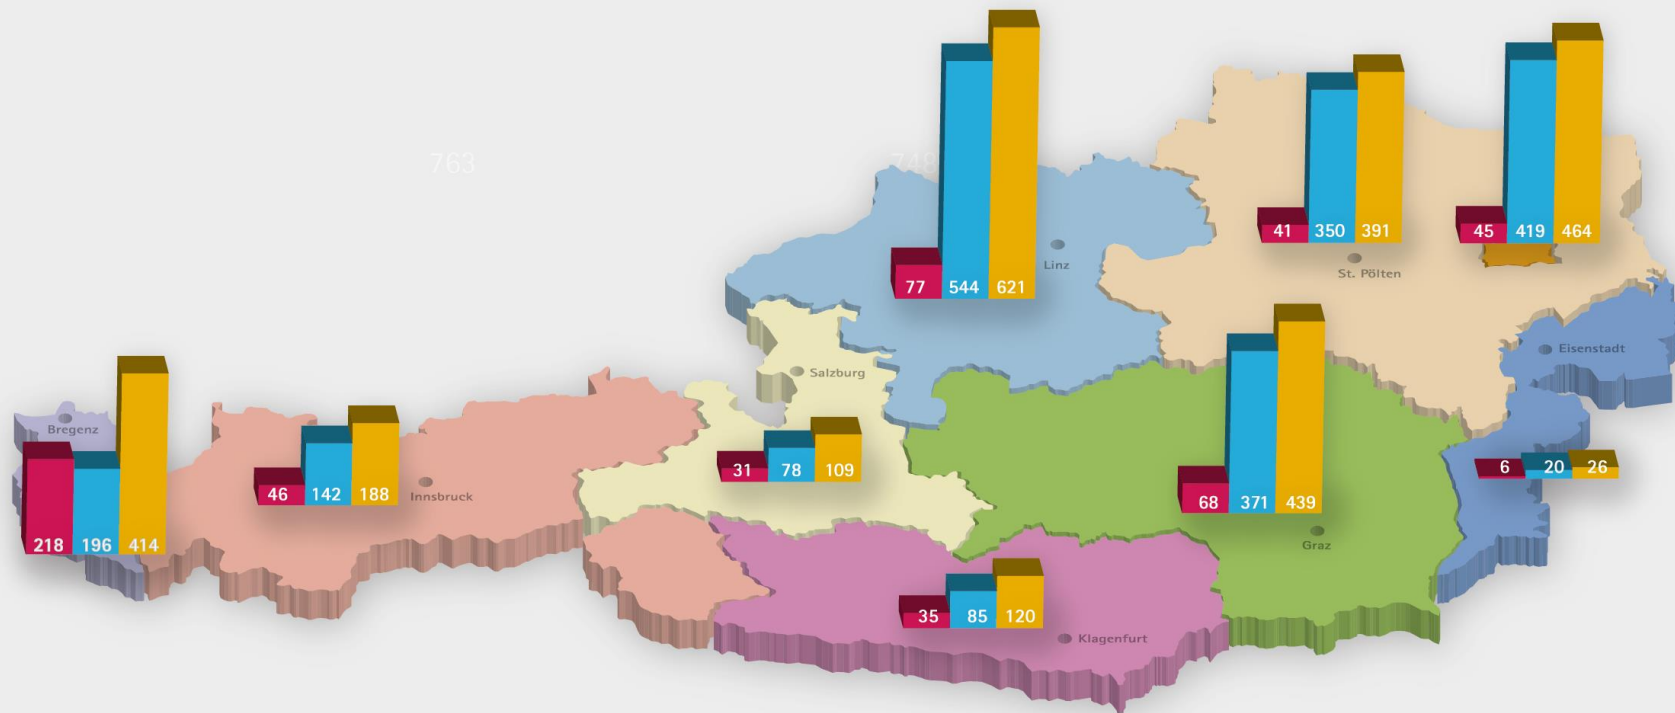 763
748
77 544 621
Linz
41 350 391
St. Pölten
45 419 464
Eisenstadt
Salzburg
Bregenz
218 196 414
46 142 188
Innsbruck
31 78 109
68 371 439
Graz
6 20 26
35 85 120
Klagenfurt